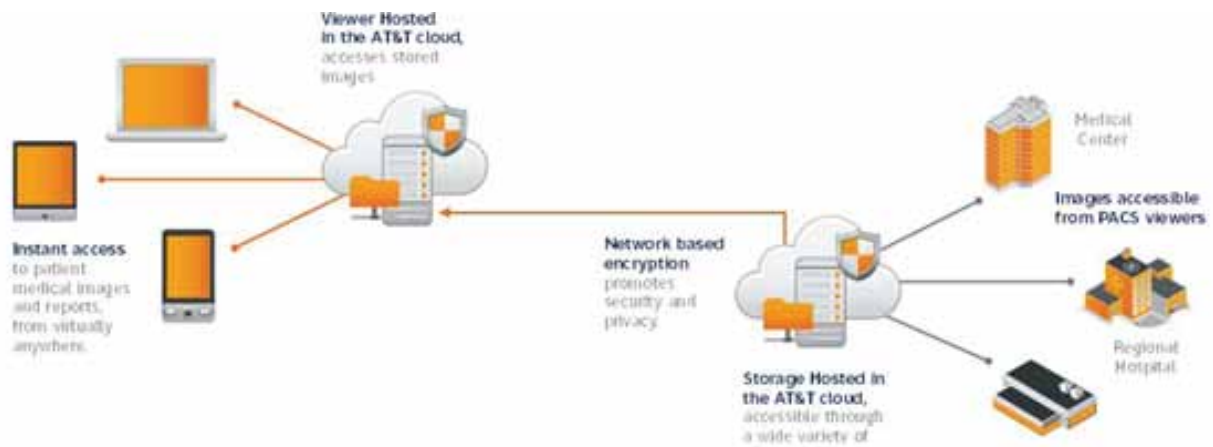 Viewer Hosted
in the AT&T cloud,
accesses stored
images
Instant access
to patient
medical images
and reports,
from virtually
anywhere.
Network based
encryption
promotes
security and
privacy.
Storage Hosted in
the AT&T cloud,
accessible through
a wide variety of
Medical
Center
Images accessible
from PACS viewers
Regional
Hospital